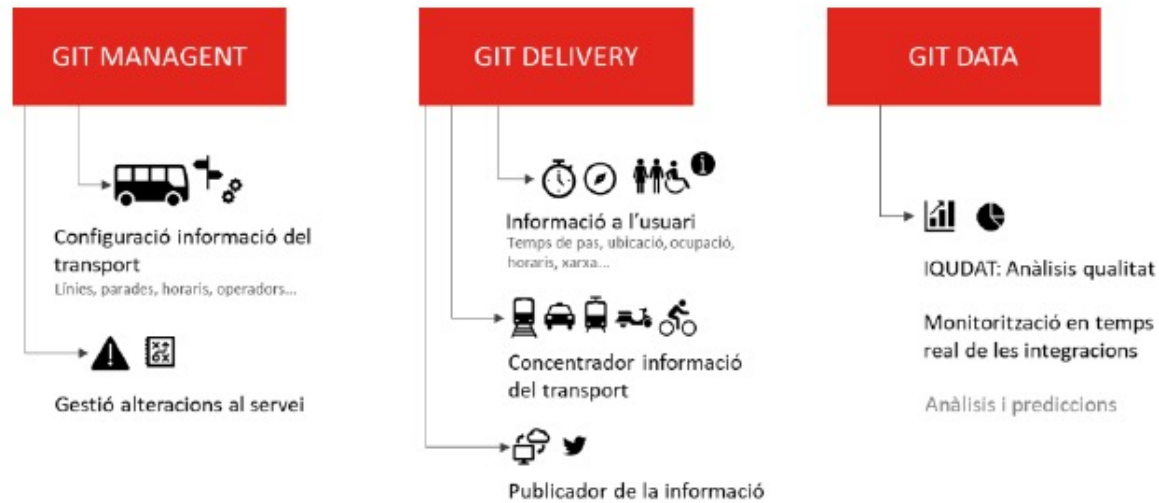 GIT MANAGENT
Configuració informació del
transport
Línies, parades, horaris, operadors...
Gestió alteracions al servei
GIT DELIVERY
Informació a l'usuari
Temps de pas, ubicació, ocupació,
horaris, xarxa...
Concentrador informació
del transport
Publicador de la informació
GIT DATA
IQUDAT: Anàlisis qualitat
Monitorització en temps
real de les integracions
Anàlisis i prediccions